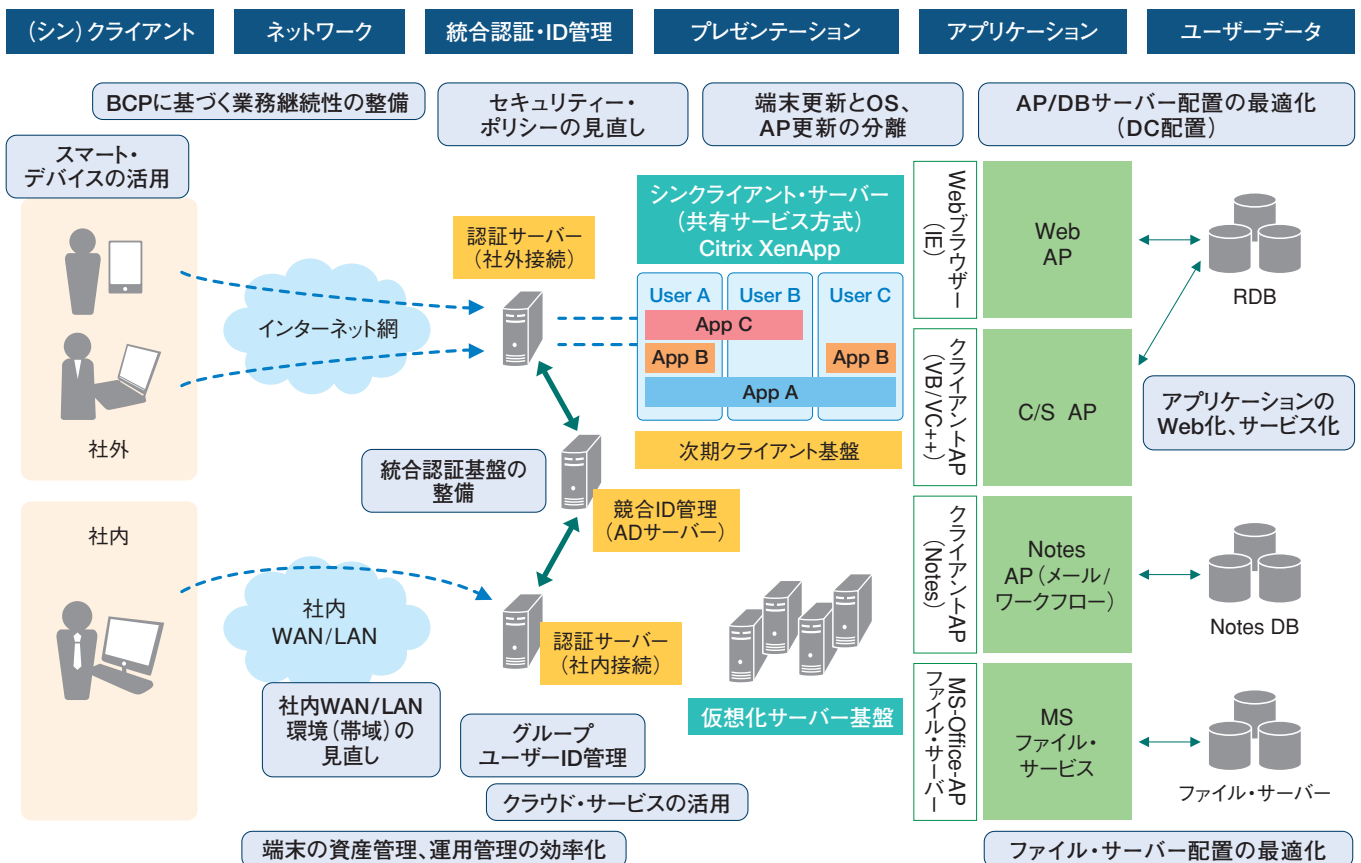 (シン)クライアント
ネットワーク
統合認証・ID管理
プレゼンテーション
アプリケーション
ユーザーデータ
BCPに基づく業務継続性の整備
セキュリティー・
ポリシーの見直し
端末更新とOS、
AP更新の分離
AP/DBサーバー配置の最適化
(DC配置)
スマート・
デバイスの活用
社外
インターネット網
認証サーバー
(社外接続)
シンクライアント・サーバー
(共有サービス方式)
Citrix XenApp
User A
User B
User C
App C
App B
App B
App A
次期クライアント基盤
Webブラウザー
(IE)
Web
AP
RDB
クライアントAP
(VB/VC++)
C/S AP
アプリケーションの
Web化、サービス化
統合認証基盤の
整備
競合ID管理
(ADサーバー)
社内
社内
WAN/LAN
認証サーバー
(社内接続)
社内WAN/LAN
環境(帯域)の
見直し
グループ
ユーザーID管理
クラウド・サービスの活用
仮想化サーバー基盤
クライアントAP
(Notes)
Notes
AP(メール/
ワークフロー)
Notes DB
MS-Office-AP
ファイル・サーバー
MS
ファイル・
サービス
ファイル・サーバー
端末の資産管理、運用管理の効率化
ファイル・サーバー配置の最適化